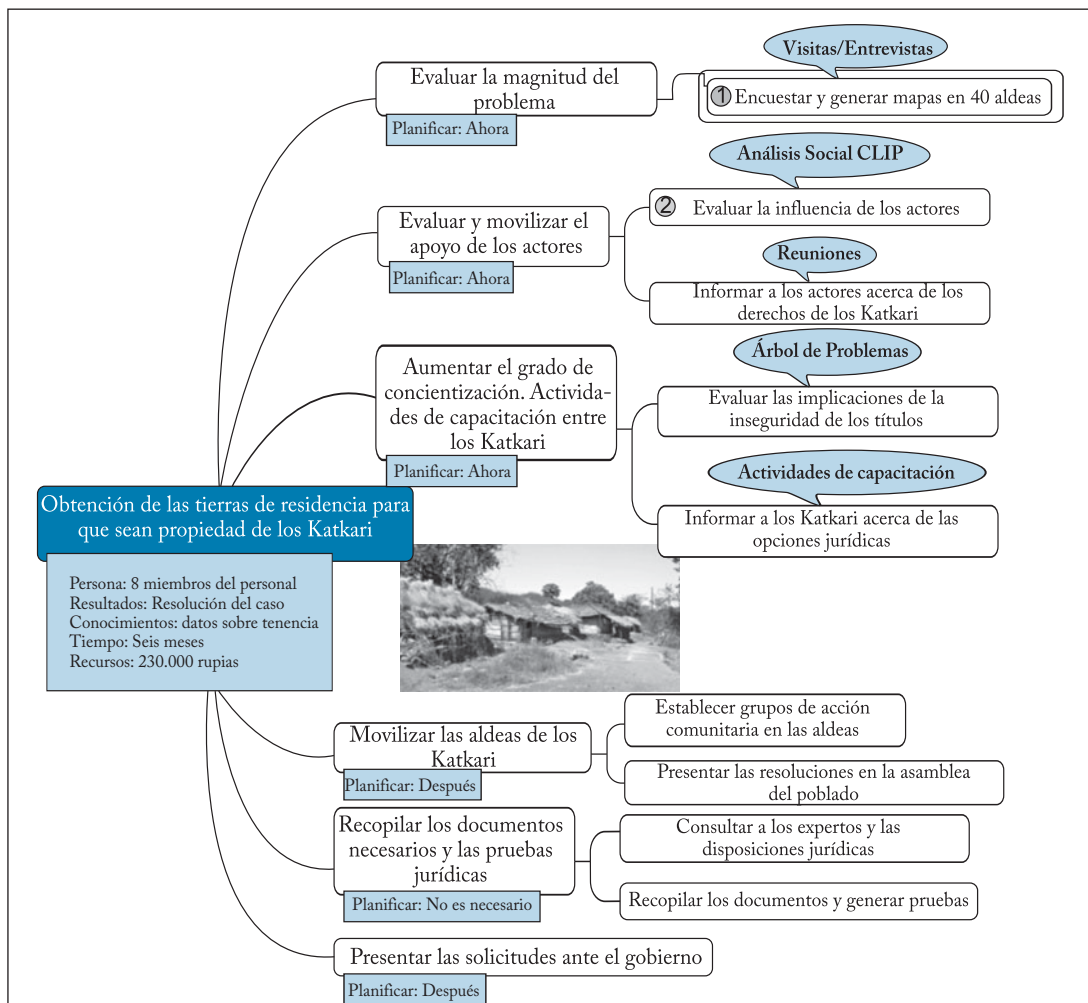 Visitas/Entrevistas
Evaluar la magnitud del
problema
Planificar: Ahora
1 Encuestar y generar mapas en 40 aldeas
Análisis Social CLIP
Evaluar y movilizar el
apoyo de los actores
Planificar: Ahora
2 Evaluar la influencia de los actores
Reuniones
Informar a los actores acerca de los
derechos de los Katkari
Árbol de Problemas
Aumentar el grado de
concientización. Activida-
des de capacitación entre
los Katkari
Planificar: Ahora
Evaluar las implicaciones de la
inseguridad de los títulos
Actividades de capacitación
Informar a los Katkari acerca de las
opciones jurídicas
Obtención de las tierras de residencia para
que sean propiedad de los Katkari
Persona: 8 miembros del personal
Resultados: Resolución del caso
Conocimientos: datos sobre tenencia
Tiempo: Seis meses
Recursos: 230.000 rupias
Movilizar las aldeas de los
Katkari
Planificar: Después
Establecer grupos de acción
comunitaria en las aldeas
Presentar las resoluciones en la asamblea
del poblado
Recopilar los documentos
necesarios y las pruebas
jurídicas
Planificar: No es necesario
Consultar a los expertos y las
disposiciones jurídicas
Recopilar los documentos y generar pruebas
Presentar las solicitudes ante el gobierno
Planificar: Después